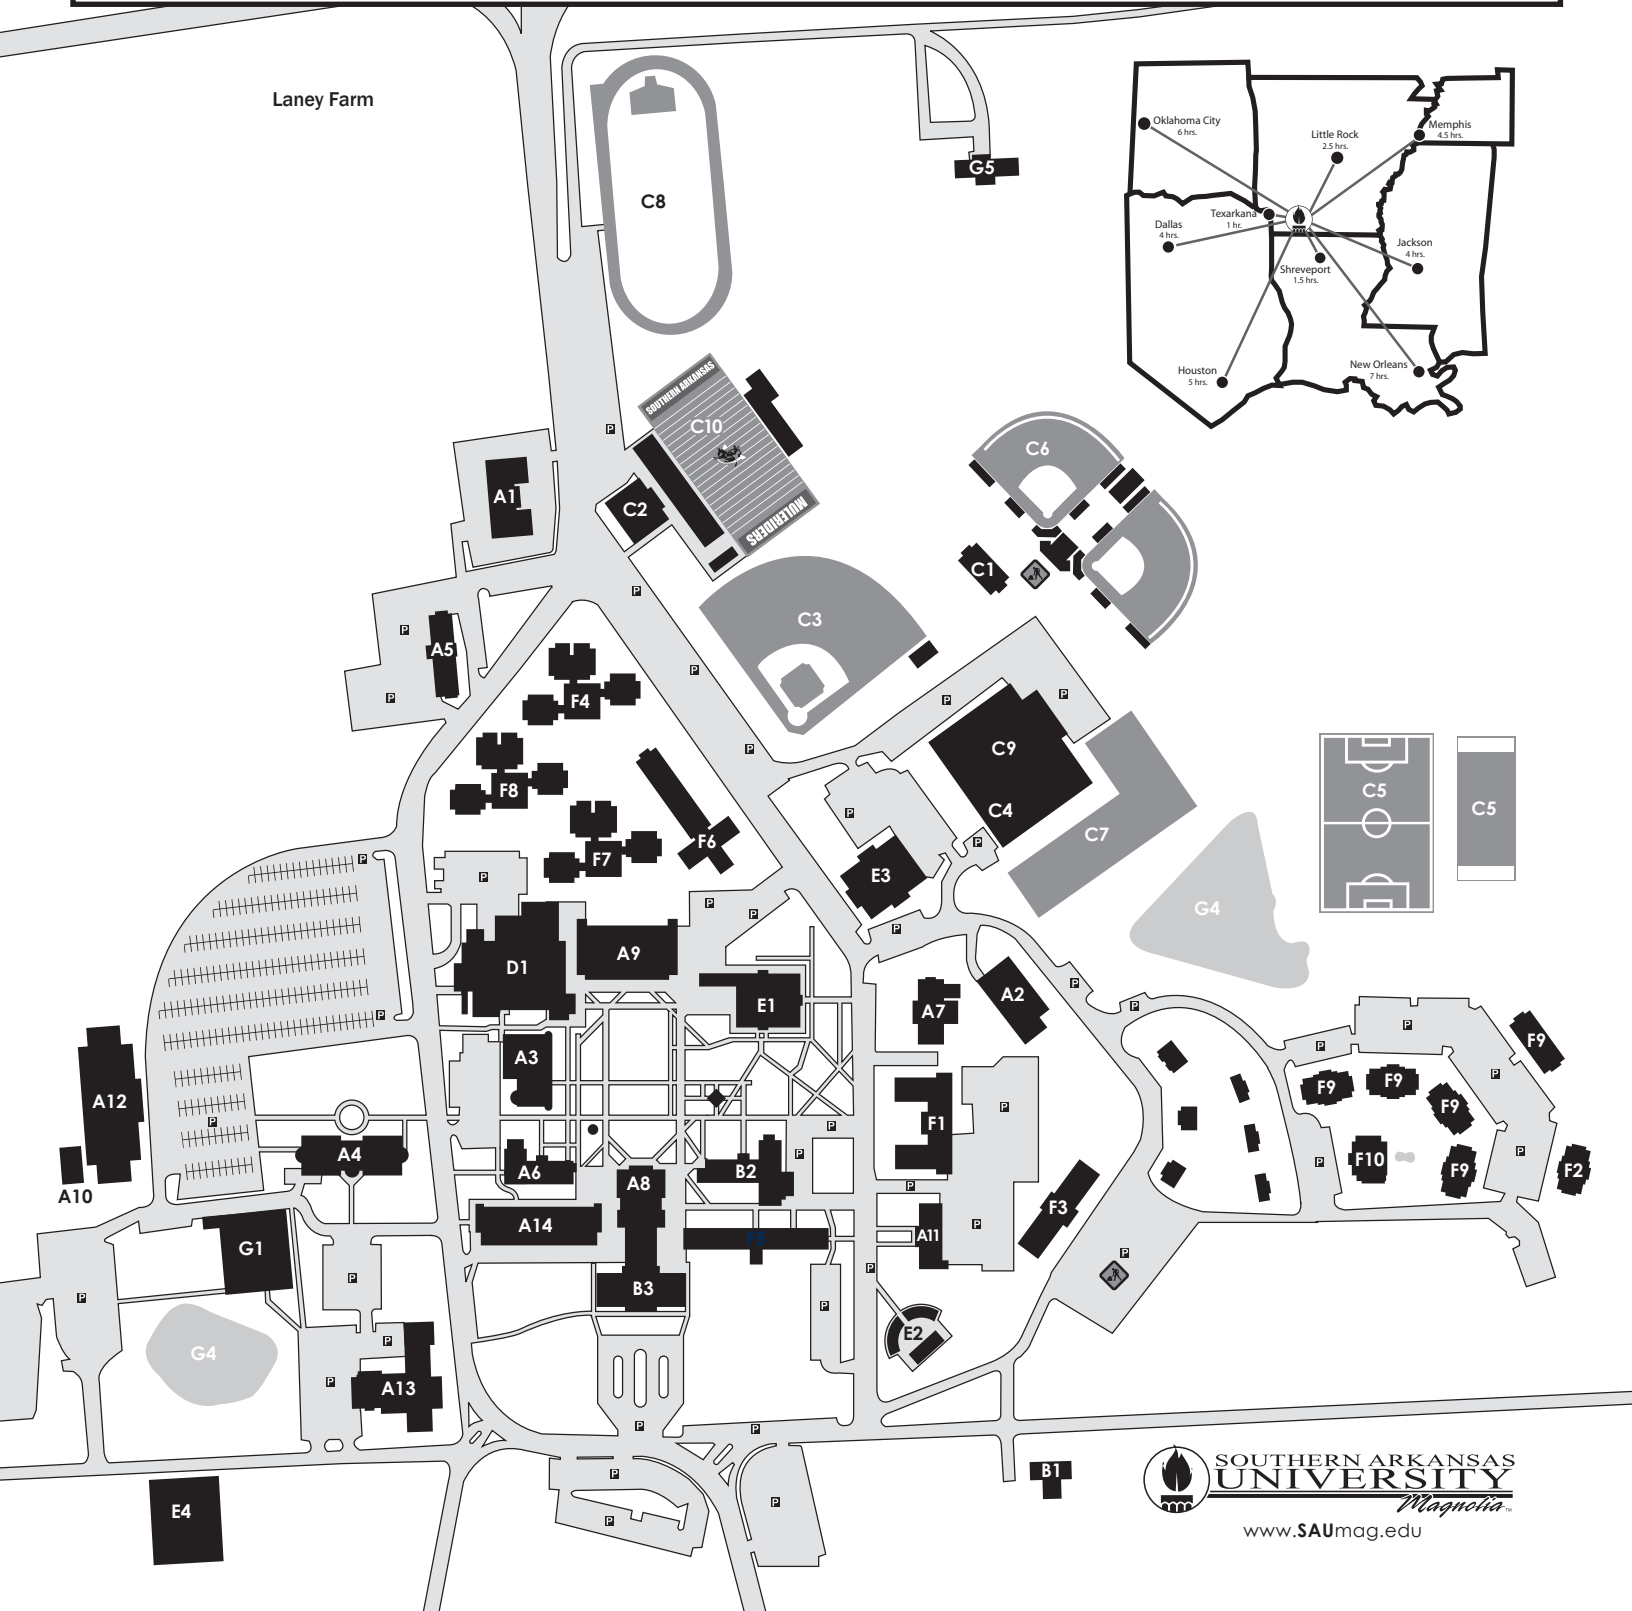 Laney Farm
Oklahoma City
6 hrs.
Little Rock
2.5 hrs.
Memphis
4.5 hrs.
Texarkana
1 hr.
Dallas
4 hrs.
Jackson
4 hrs.
Shreveport
1.5 hrs.
Houston
5 hrs.
New Orleans
7 hrs.
G5
C8
SOUTHERN ARKANSAS
C10
MULERIDERS
P
C6
A1
C2
C1
P
C3
P
A5
P
P
F4
P
P
P
C9
C5
C5
F8
C4
P
C7
F6
P
F7
P
P
E3
P
P
G4
P
P
D1
A9
A7
A2
P
P
E1
P
P
P
F9
A3
P
F9
F9
F9
A12
P
P
F1
P
A4
A6
B2
P
A8
F10
P
F9
P
F2
A10
P
F3
A14
F5
A11
P
G1
B3
P
P
P
P
P
E2
G4
P
P
A13
P
P
P
B1
E4
P
P
SOUTHERN ARKANSAS
UNIVERSITY
Magnolia™
www.SAUmag.edu